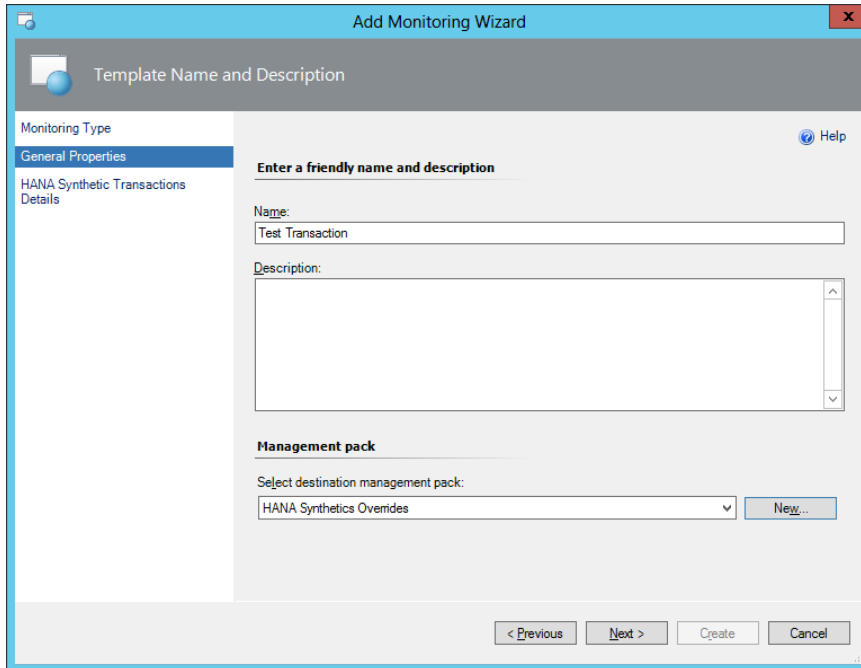 Add Monitoring Wizard
x
Template Name and Description
Monitoring Type
General Properties
HANA Synthetic Transactions
Details
Help
Enter a friendly name and description
Name:
Test Transaction
Description:
Management pack
Select destination management pack:
HANA Synthetics Overrides
New...
< Previous
Next >
Create
Cancel